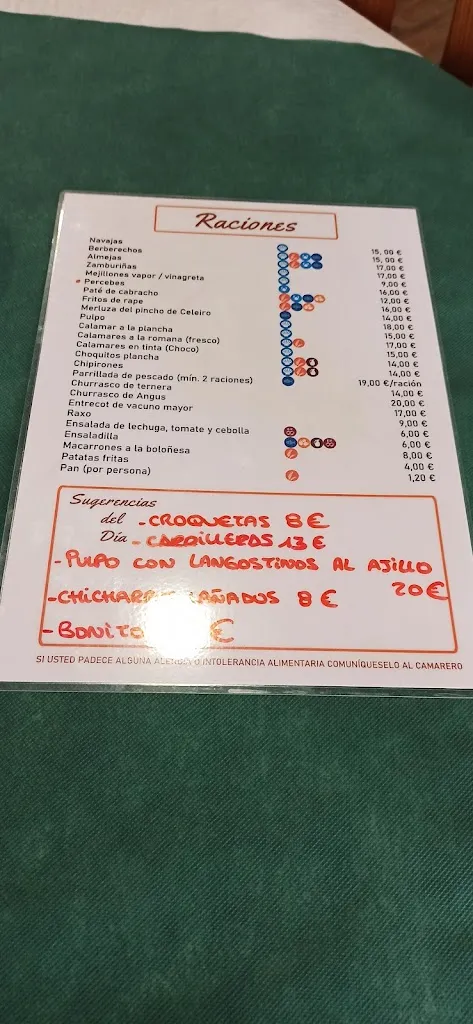 Raciones
Navajas 15,00 €
Berberechos 15,00 €
Almejas 17,00 €
Zamburiñas 17,00 €
Mejillones vapor / vinagreta 9,00 €
* Percebes 16,00 €
Paté de cabracho 12,00 €
Fritos de rape 16,00 €
Merluza del pincho de Celeiro 14,00 €
Pulpo 18,00 €
Calamar a la plancha 15,00 €
Calamares a la romana (fresco) 17,00 €
Calamares en tinta (Choco) 15,00 €
Choquitos plancha 14,00 €
Chipirones 14,00 €
Parrillada de pescado (mín. 2 raciones) 19,00 €/ración
Churrasco de ternera 14,00 €
Churrasco de Angus 20,00 €
Entrecot de vacuno mayor 17,00 €
Raxo 9,00 €
Ensalada de lechuga, tomate y cebolla 6,00 €
Ensaladilla 6,00 €
Macarrones a la boloñesa 8,00 €
Patatas fritas 4,00 €
Pan (por persona) 1,20 €
Sugerencias
del - CROQUETAS 8 €
Día - CARRILLERAS 13 €
- PULPO CON LANGOSTINOS AL AJILLO
20 €
- 8 €
- BONITO €
SI USTED PADECE ALGUNA ALERGIA O INTOLERANCIA ALIMENTARIA COMUNÍQUESELO AL CAMARERO